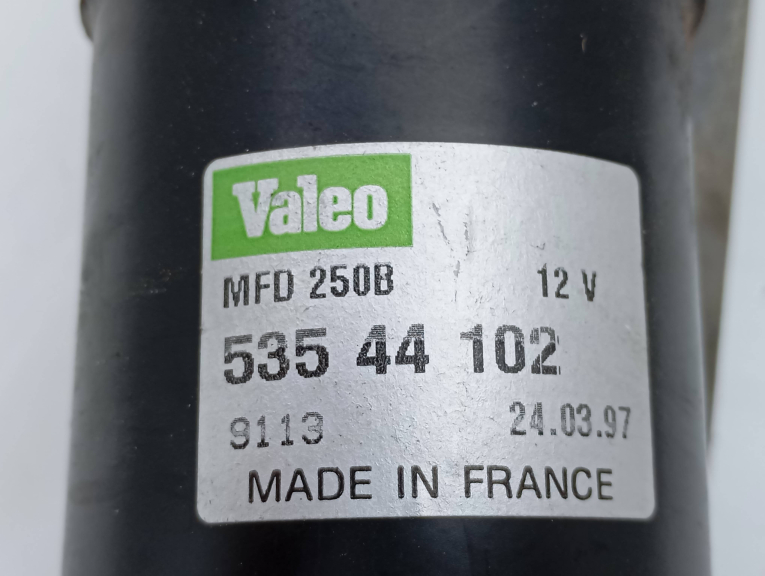 Valeo
MFD 250B 12 V
535 44 102
9113 24.03.97
MADE IN FRANCE